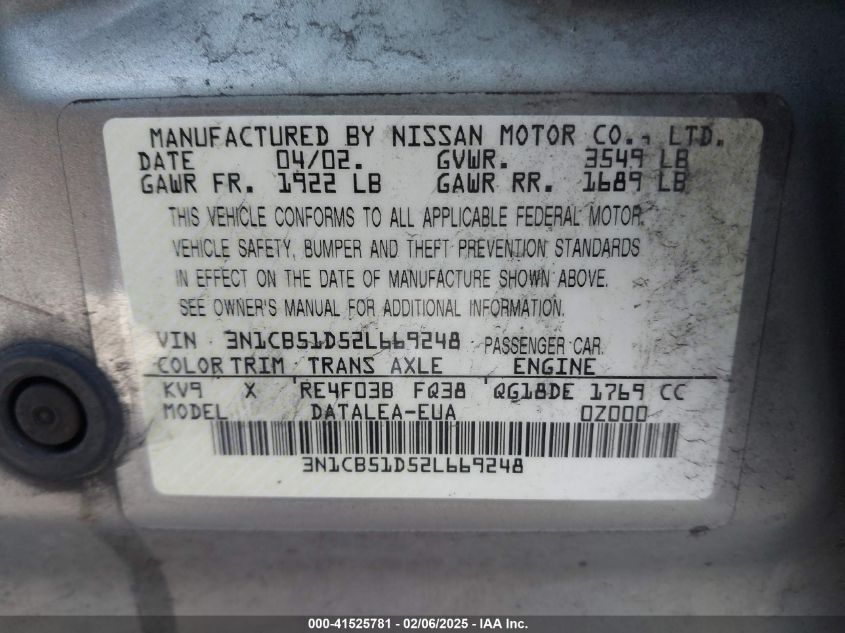 MANUFACTURED BY NISSAN MOTOR CO., LTD.
DATE 04/02. GVWR. 3549 LB
GAWR FR. 1922 LB GAWR RR. 1689 LB
THIS VEHICLE CONFORMS TO ALL APPLICABLE FEDERAL MOTOR
VEHICLE SAFETY, BUMPER AND THEFT PREVENTION STANDARDS
IN EFFECT ON THE DATE OF MANUFACTURE SHOWN ABOVE.
SEE OWNER'S MANUAL FOR ADDITIONAL INFORMATION.
VIN : 3N1CB51D52L669248 PASSENGER CAR.
COLOR TRIM : TRANS AXLE : ENGINE
KV9 X RE4F03B FQ38 QG18DE 1769 CC
MODEL DATALEA-EUA 0Z000
3N1CB51D52L669248
000-41525781 - 02/06/2025 - IAA Inc.